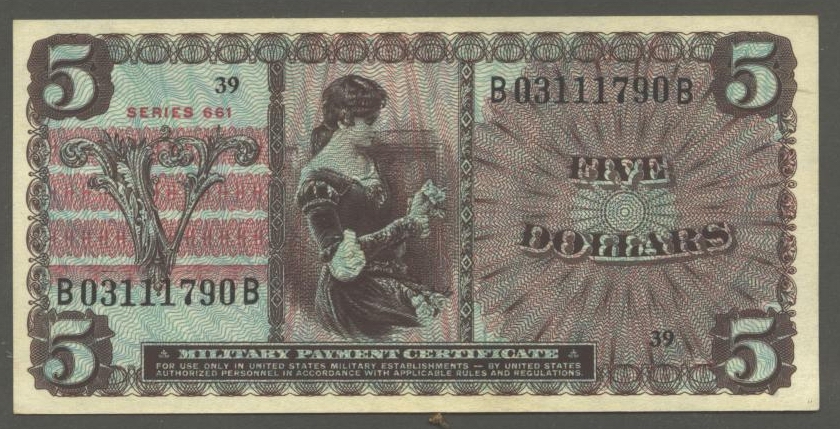 5 5
39
SERIES 661
B03111790B
V
FIVE
DOLLARS
B03111790B
39
5 5
MILITARY PAYMENT CERTIFICATE
FOR USE ONLY IN UNITED STATES MILITARY ESTABLISHMENTS — BY UNITED STATES
AUTHORIZED PERSONNEL IN ACCORDANCE WITH APPLICABLE RULES AND REGULATIONS.